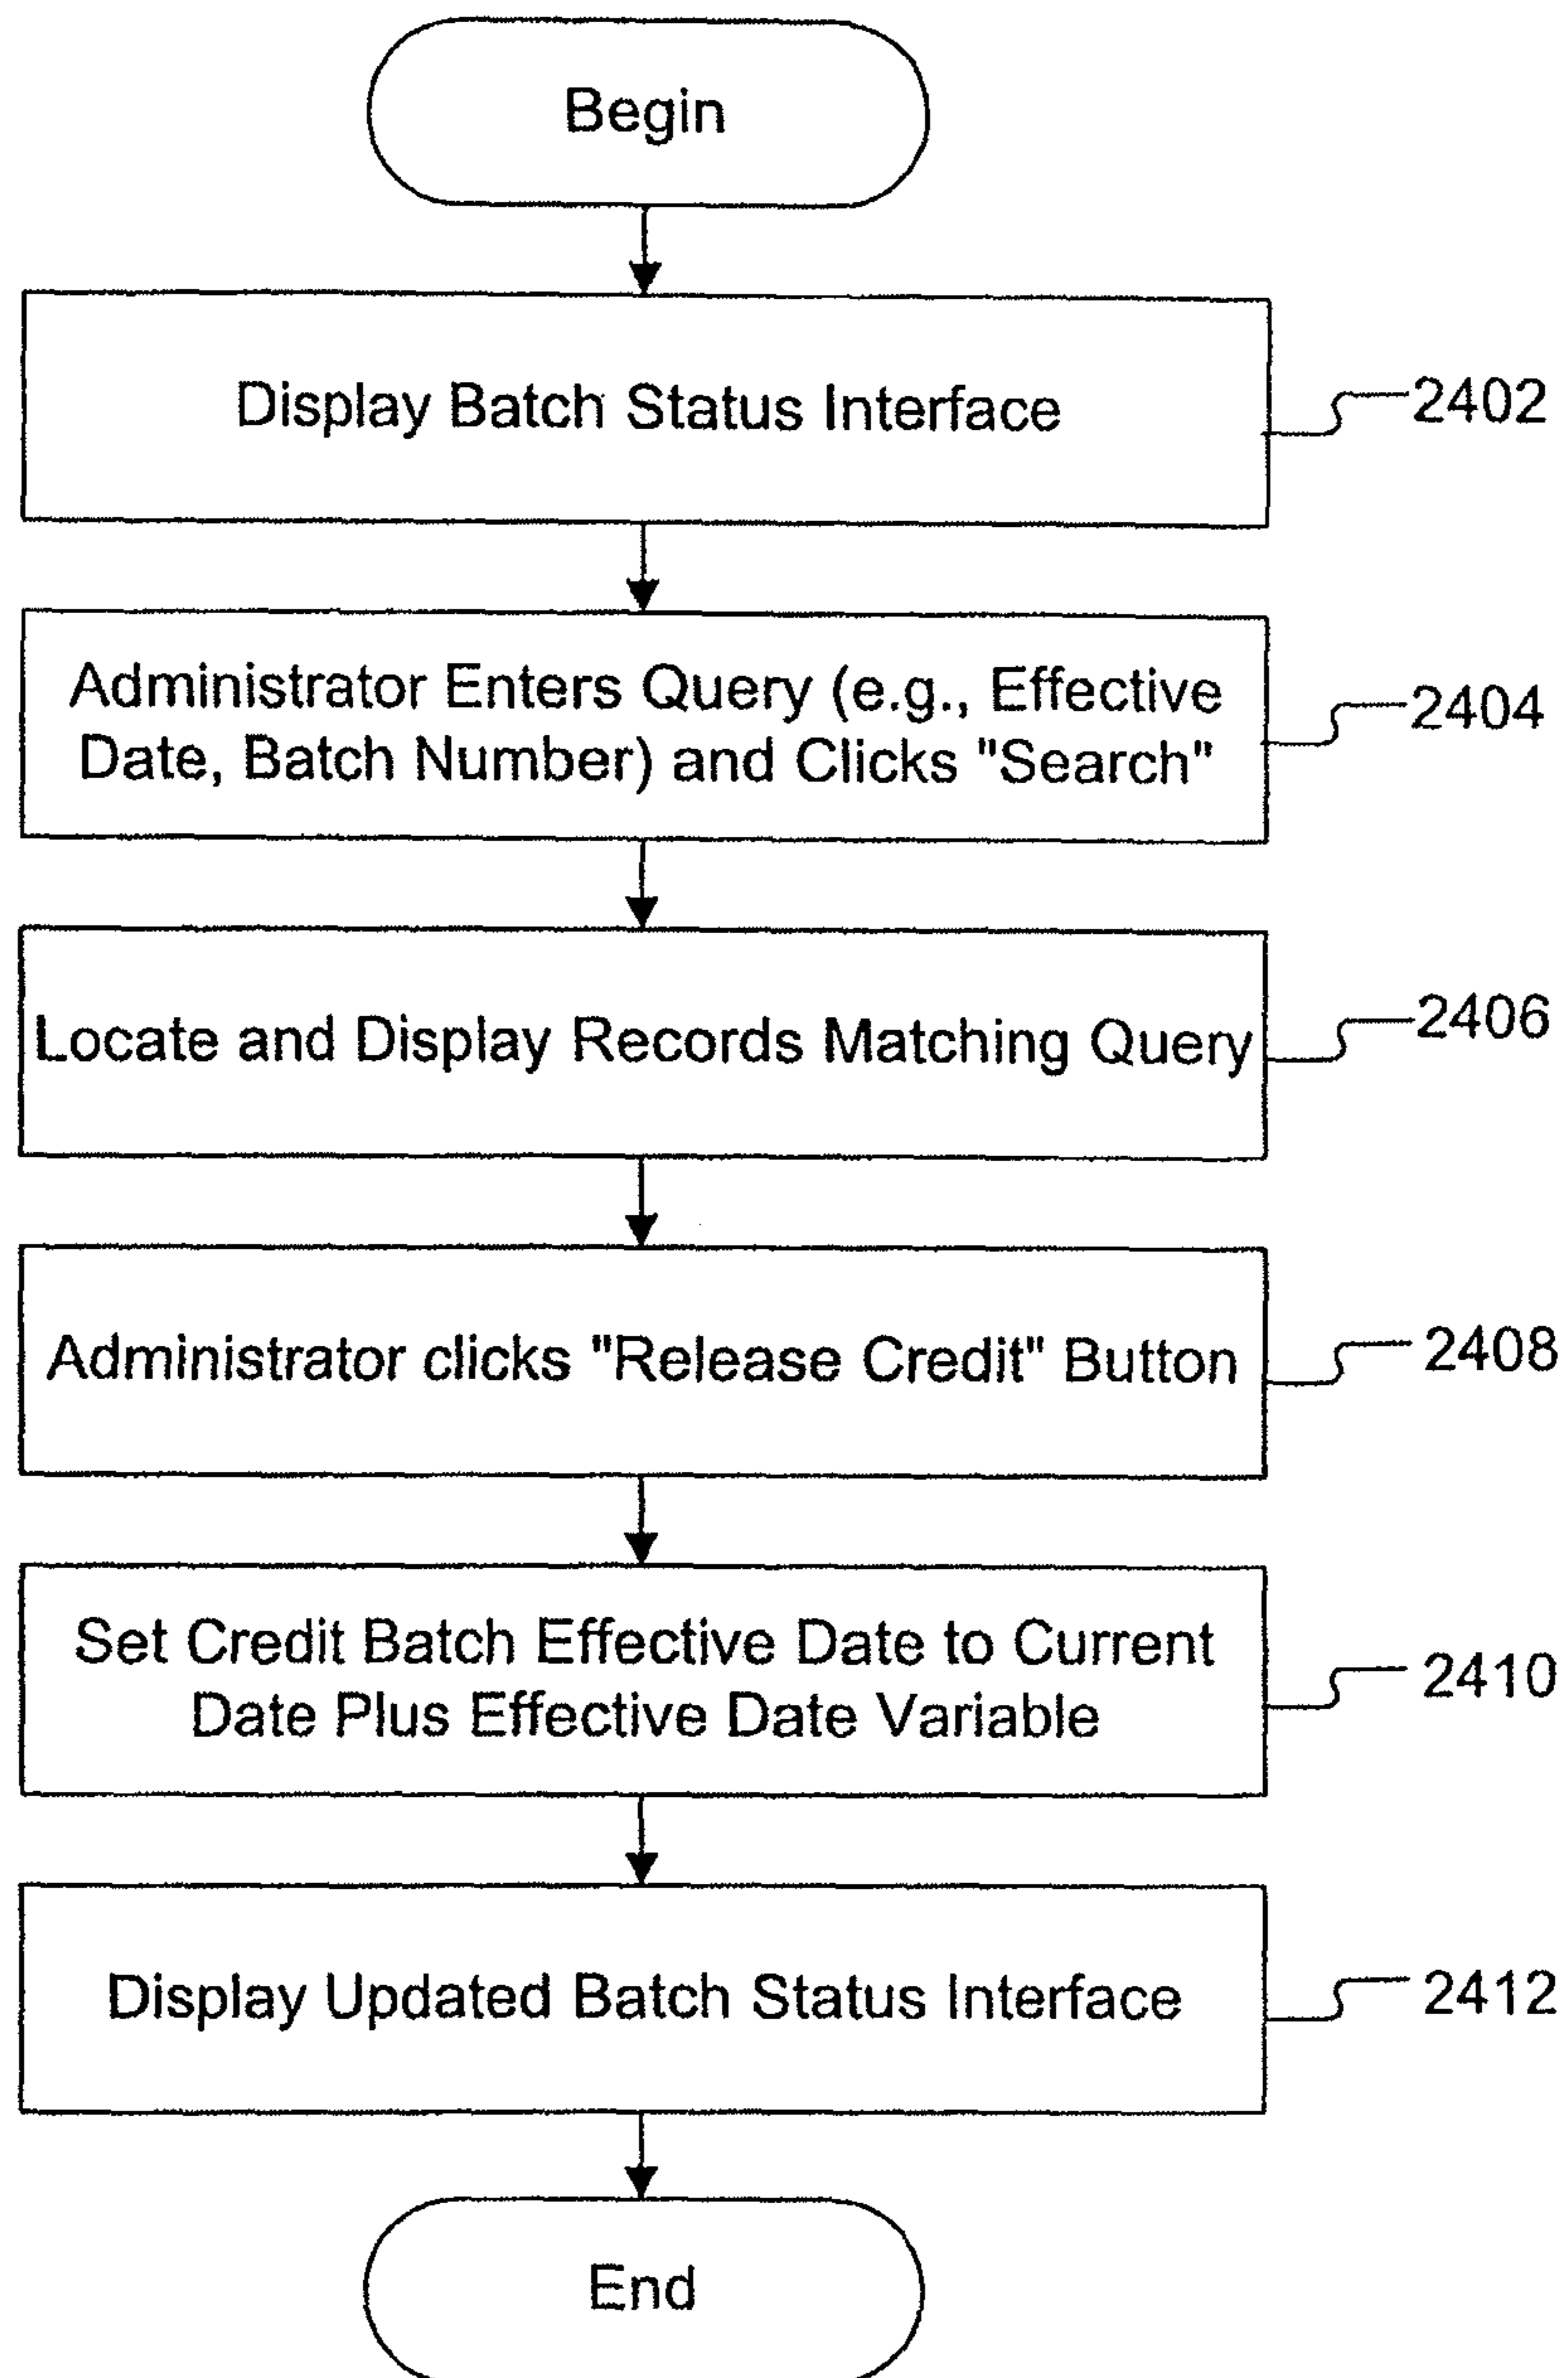 Begin
Display Batch Status Interface
2402
Administrator Enters Query (e.g., Effective
Date, Batch Number) and Clicks "Search"
2404
Locate and Display Records Matching Query
2406
Administrator clicks "Release Credit" Button
2408
Set Credit Batch Effective Date to Current
Date Plus Effective Date Variable
2410
Display Updated Batch Status Interface
2412
End